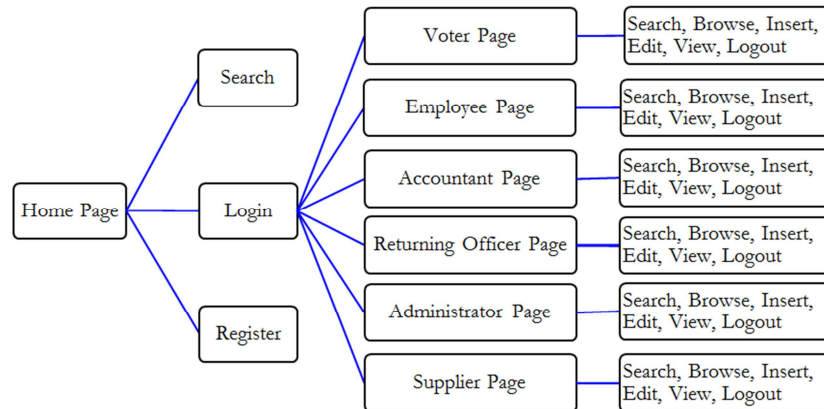 Home Page
Search
Login
Register
Voter Page
Search, Browse, Insert,
Edit, View, Logout
Employee Page
Search, Browse, Insert,
Edit, View, Logout
Accountant Page
Search, Browse, Insert,
Edit, View, Logout
Returning Officer Page
Search, Browse, Insert,
Edit, View, Logout
Administrator Page
Search, Browse, Insert,
Edit, View, Logout
Supplier Page
Search, Browse, Insert,
Edit, View, Logout